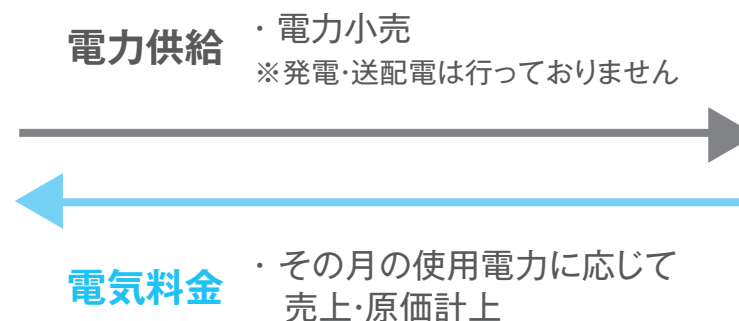 電力供給
・電力小売
※発電・送配電は行っておりません
電気料金
・その月の使用電力に応じて
売上・原価計上